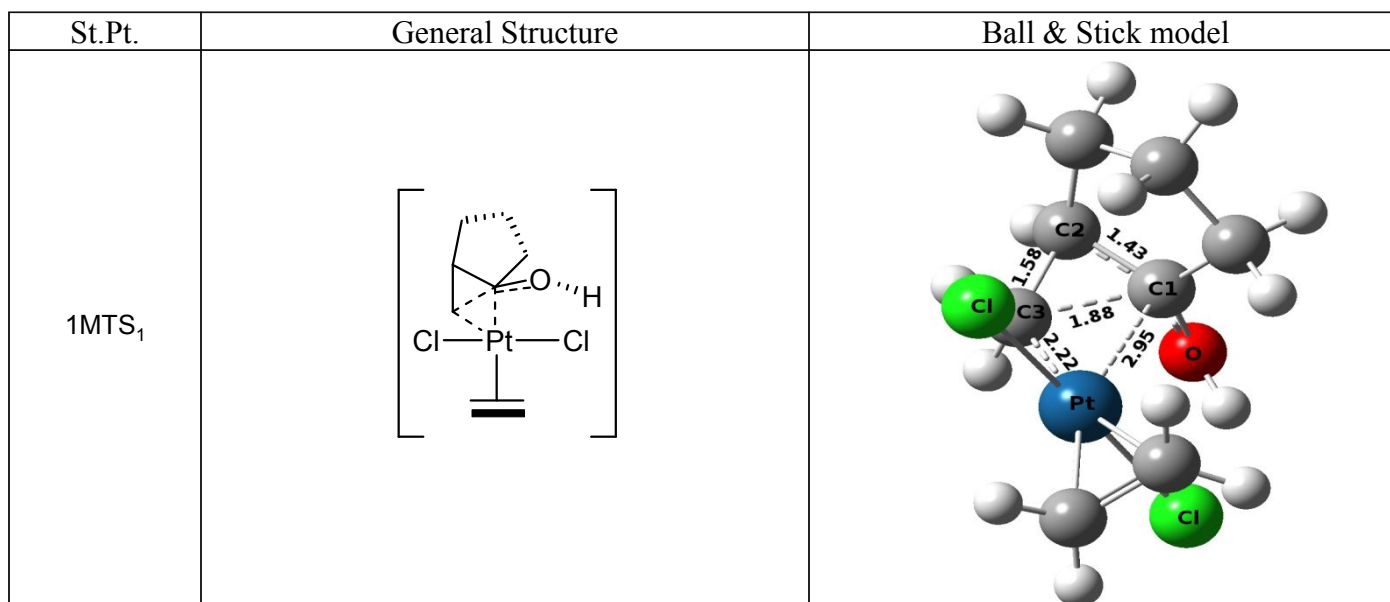 St.Pt. General Structure Ball & Stick model
1MTS₁
O
H
Cl Pt Cl
C2
1.43
1.58
Cl C3 C1
1.88
2.22 2.95
O
Pt
Cl